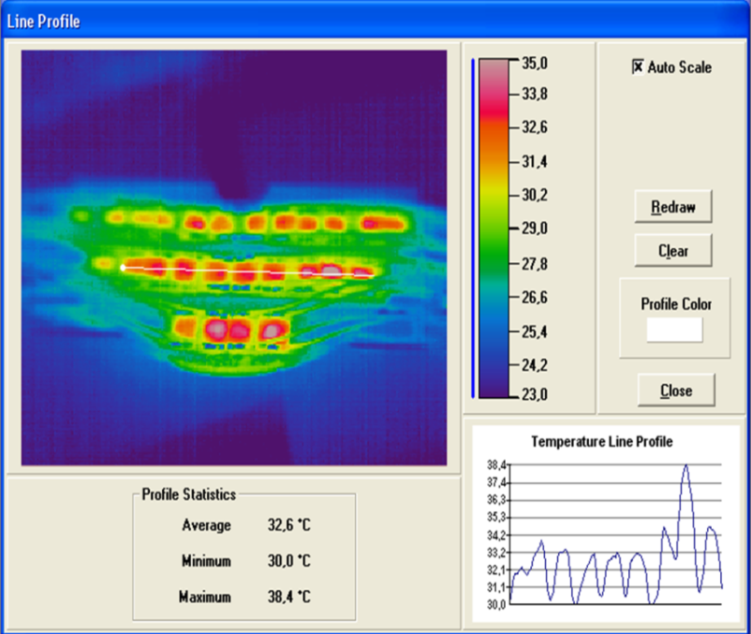 Line Profile
35,0
33,8
32,6
31,4
30,2
29,0
27,8
26,6
25,4
24,2
23,0
Auto Scale
Redraw
Clear
Profile Color
Close
Profile Statistics
Average 32,6 °C
Minimum 30,0 °C
Maximum 38,4 °C
Temperature Line Profile
38,4
37,4
36,3
35,3
34,2
33,2
32,1
31,1
30,0